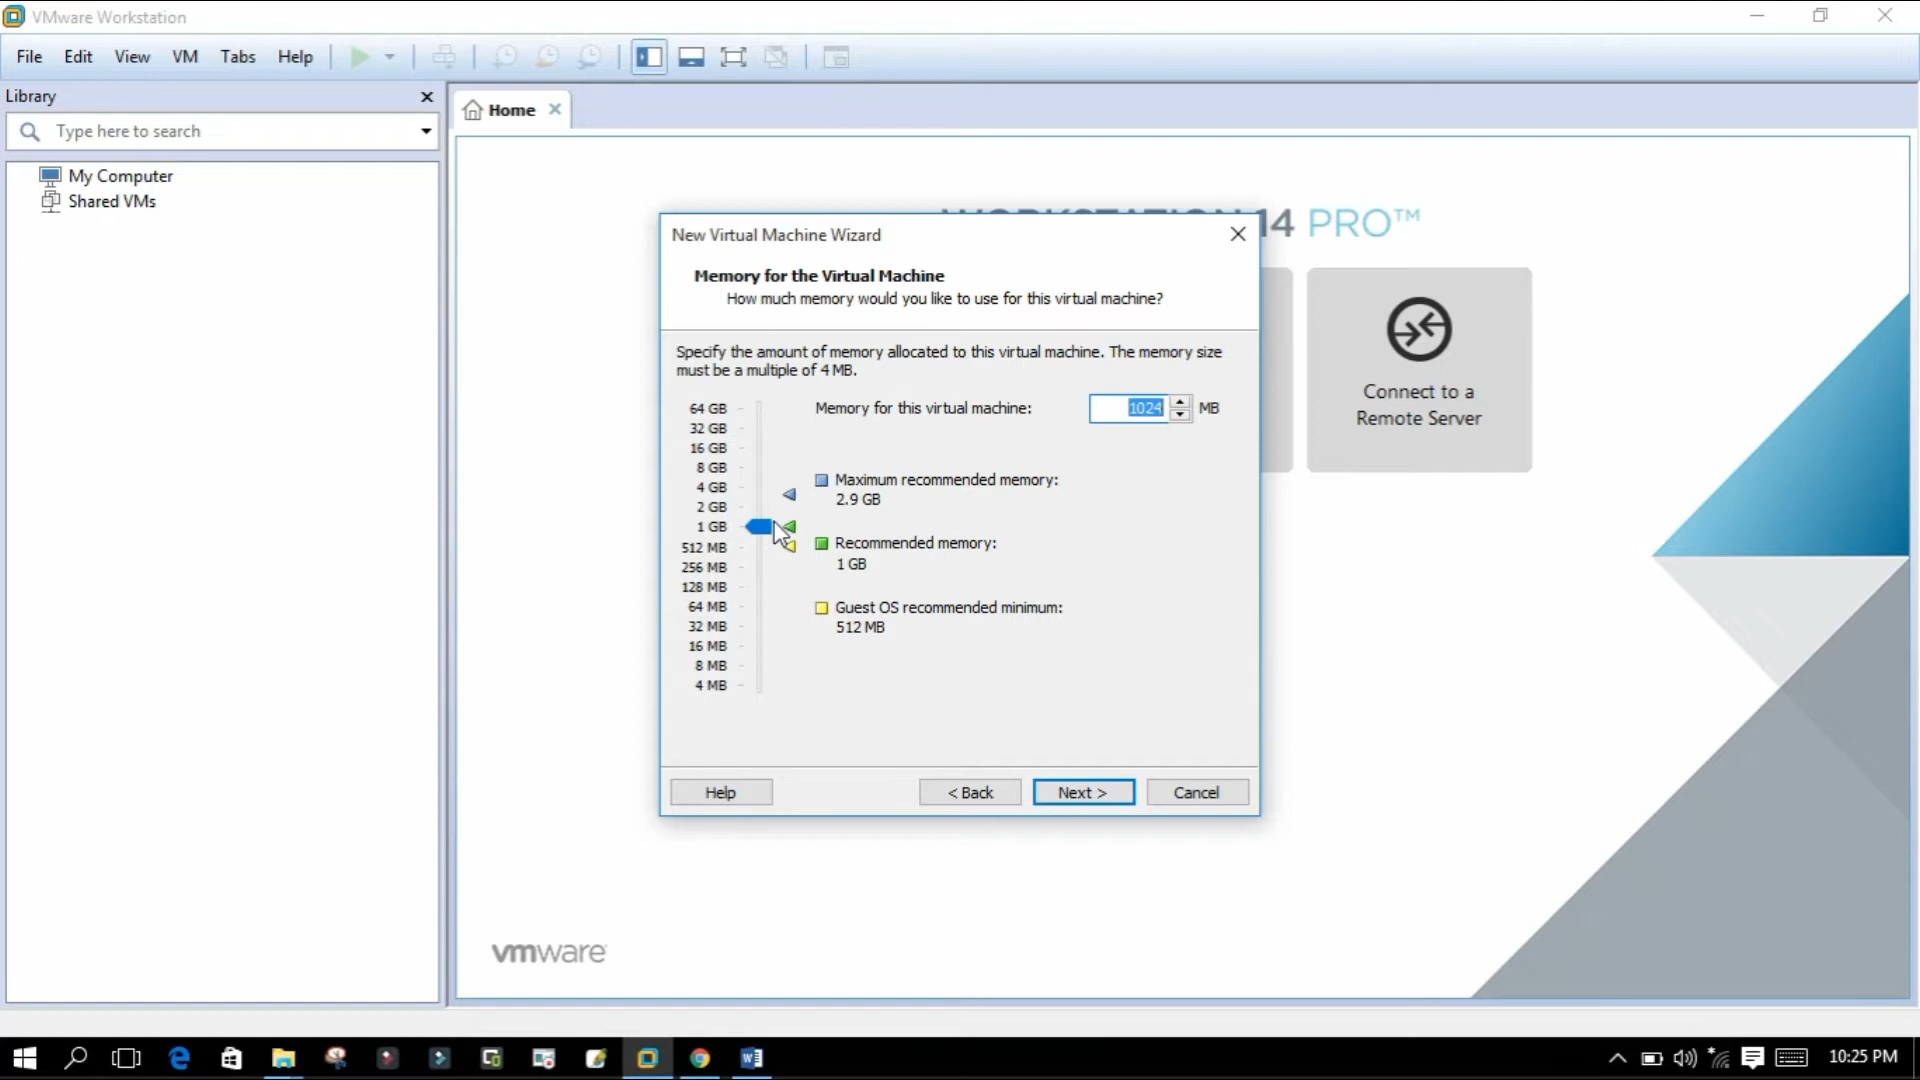 VMware Workstation
File Edit View VM Tabs Help
Library
Type here to search
My Computer
Shared VMs
Home
14 PRO™
Connect to a
Remote Server
New Virtual Machine Wizard
Memory for the Virtual Machine
How much memory would you like to use for this virtual machine?
Specify the amount of memory allocated to this virtual machine. The memory size
must be a multiple of 4 MB.
Memory for this virtual machine: 1024 MB
64 GB
32 GB
16 GB
8 GB
4 GB
2 GB
1 GB
512 MB
256 MB
128 MB
64 MB
32 MB
16 MB
8 MB
4 MB
Maximum recommended memory:
2.9 GB
Recommended memory:
1 GB
Guest OS recommended minimum:
512 MB
Help
< Back
Next >
Cancel
vmware
10:25 PM